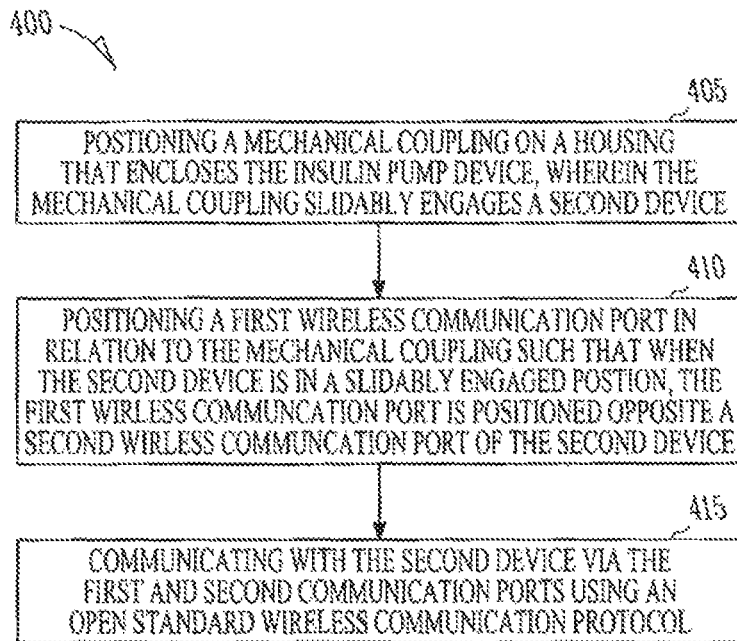 400
405
POSTIONING A MECHANICAL COUPLING ON A HOUSING
THAT ENCLOSES THE INSULIN PUMP DEVICE, WHEREIN THE
MECHANICAL COUPLING SLIDABLY ENGAGES A SECOND DEVICE
410
POSITIONING A FIRST WIRELESS COMMUNICATION PORT IN
RELATION TO THE MECHANICAL COUPLING SUCH THAT WHEN
THE SECOND DEVICE IS IN A SLIDABLY ENGAGED POSTION, THE
FIRST WIRLESS COMMUNCATION PORT IS POSITIONED OPPOSITE A
SECOND WIRLESS COMMUNCATION PORT OF THE SECOND DEVICE
415
COMMUNICATING WITH THE SECOND DEVICE VIA THE
FIRST AND SECOND COMMUNICATION PORTS USING AN
OPEN STANDARD WIRELESS COMMUNICATION PROTOCOL